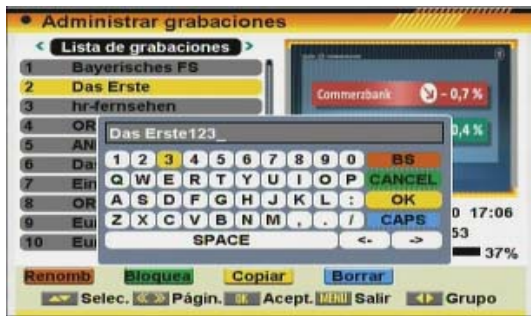 Administrar grabaciones
< Lista de grabaciones >
1 Bayerisches FS
2 Das Erste
3 hr-fernsehen
4 OR
5 AN
6 Da
7 Ein
8 OR
9 Eu
10 Eu
Commerzbank - 0,7 %
0,4 %
Das Erste123_
1 2 3 4 5 6 7 8 9 0 BS
Q W E R T Y U I O P CANCEL
A S D F G H J K L : OK
Z X C V B N M , . / CAPS
SPACE <- ->
0 17:06
53
37%
Renomb Bloquea Copiar Borrar
Selec. Págin. OK Acept. MENU Salir Grupo